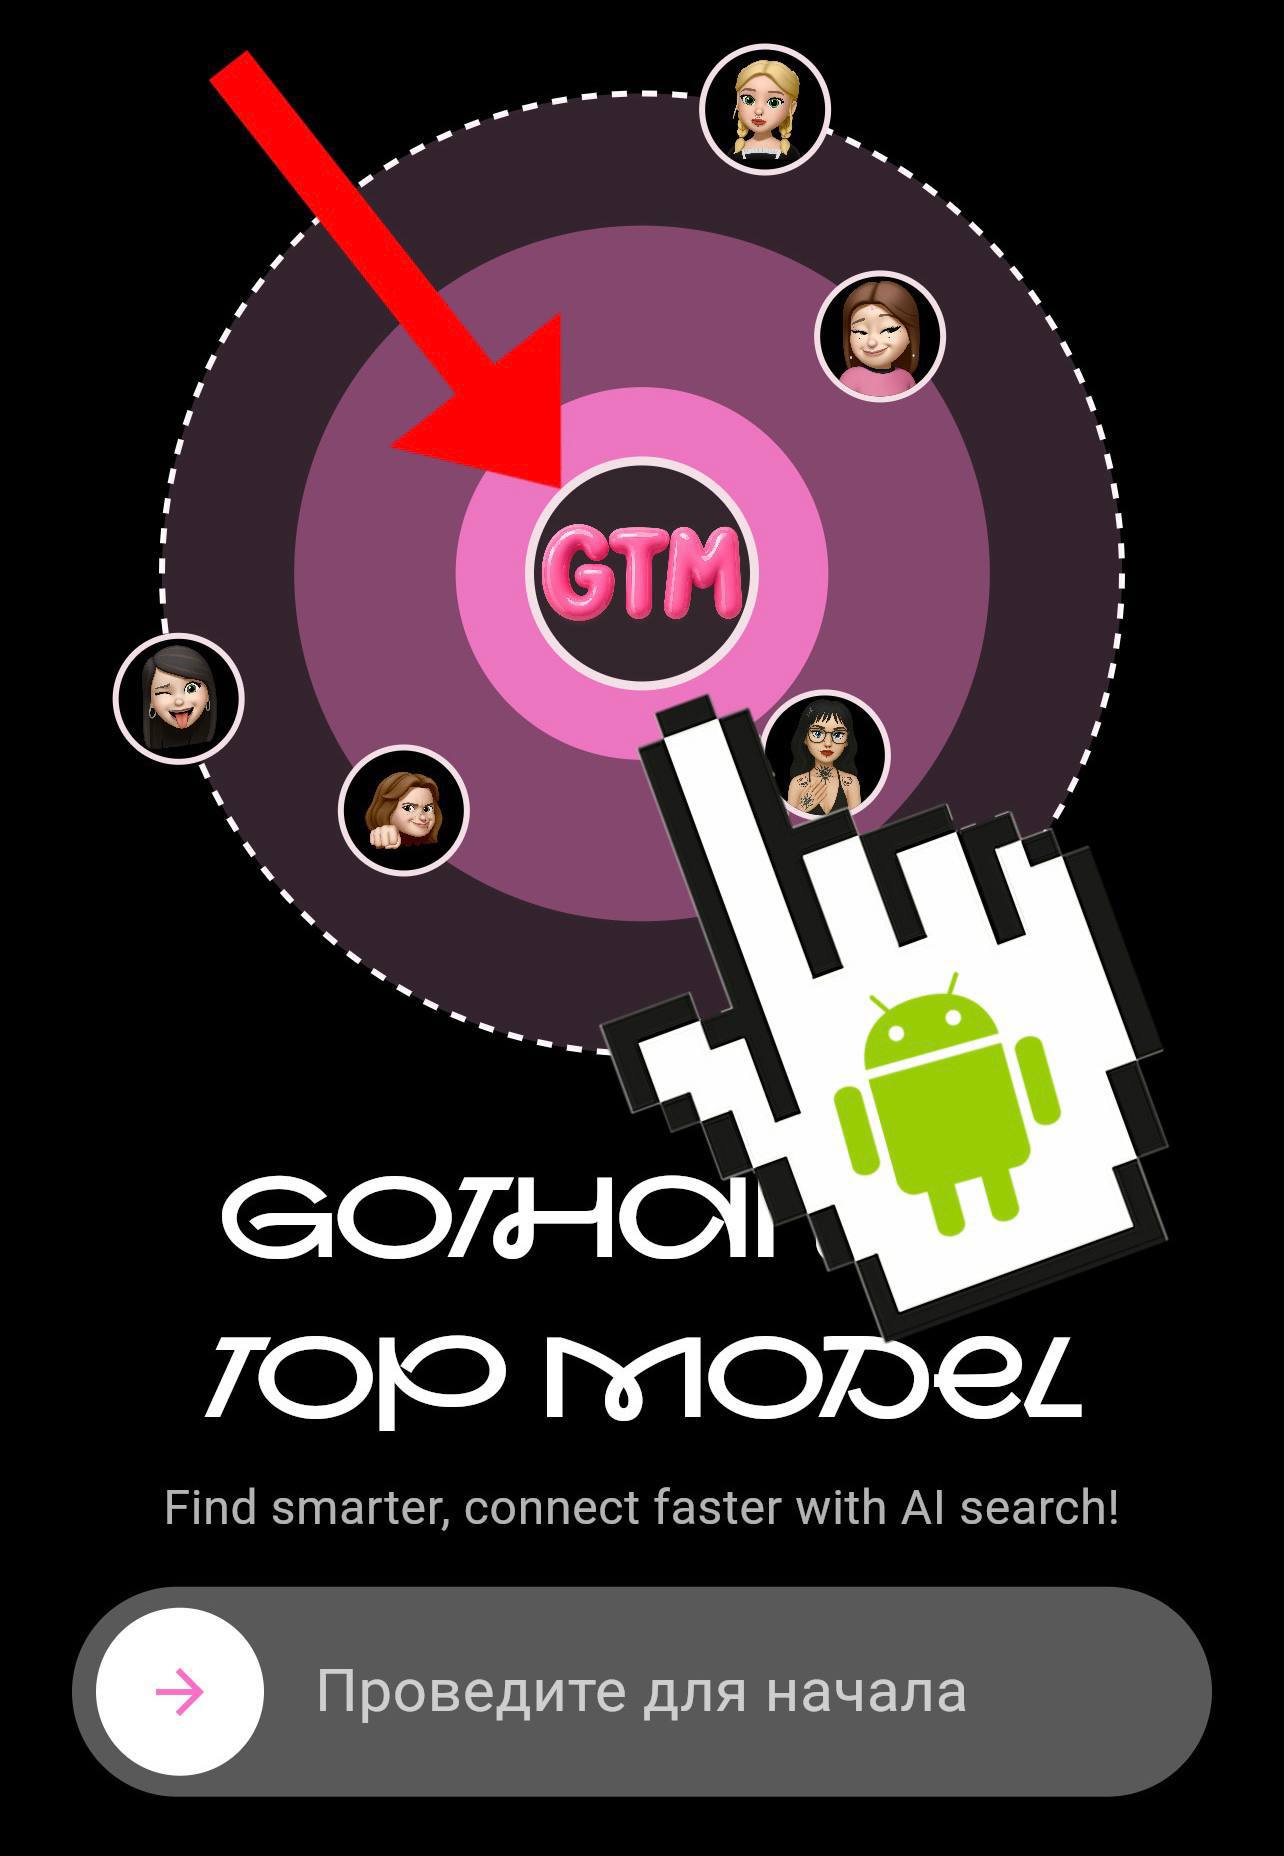 GTM
TOP MODEL
Find smarter, connect faster with AI search!
Проведите для начала